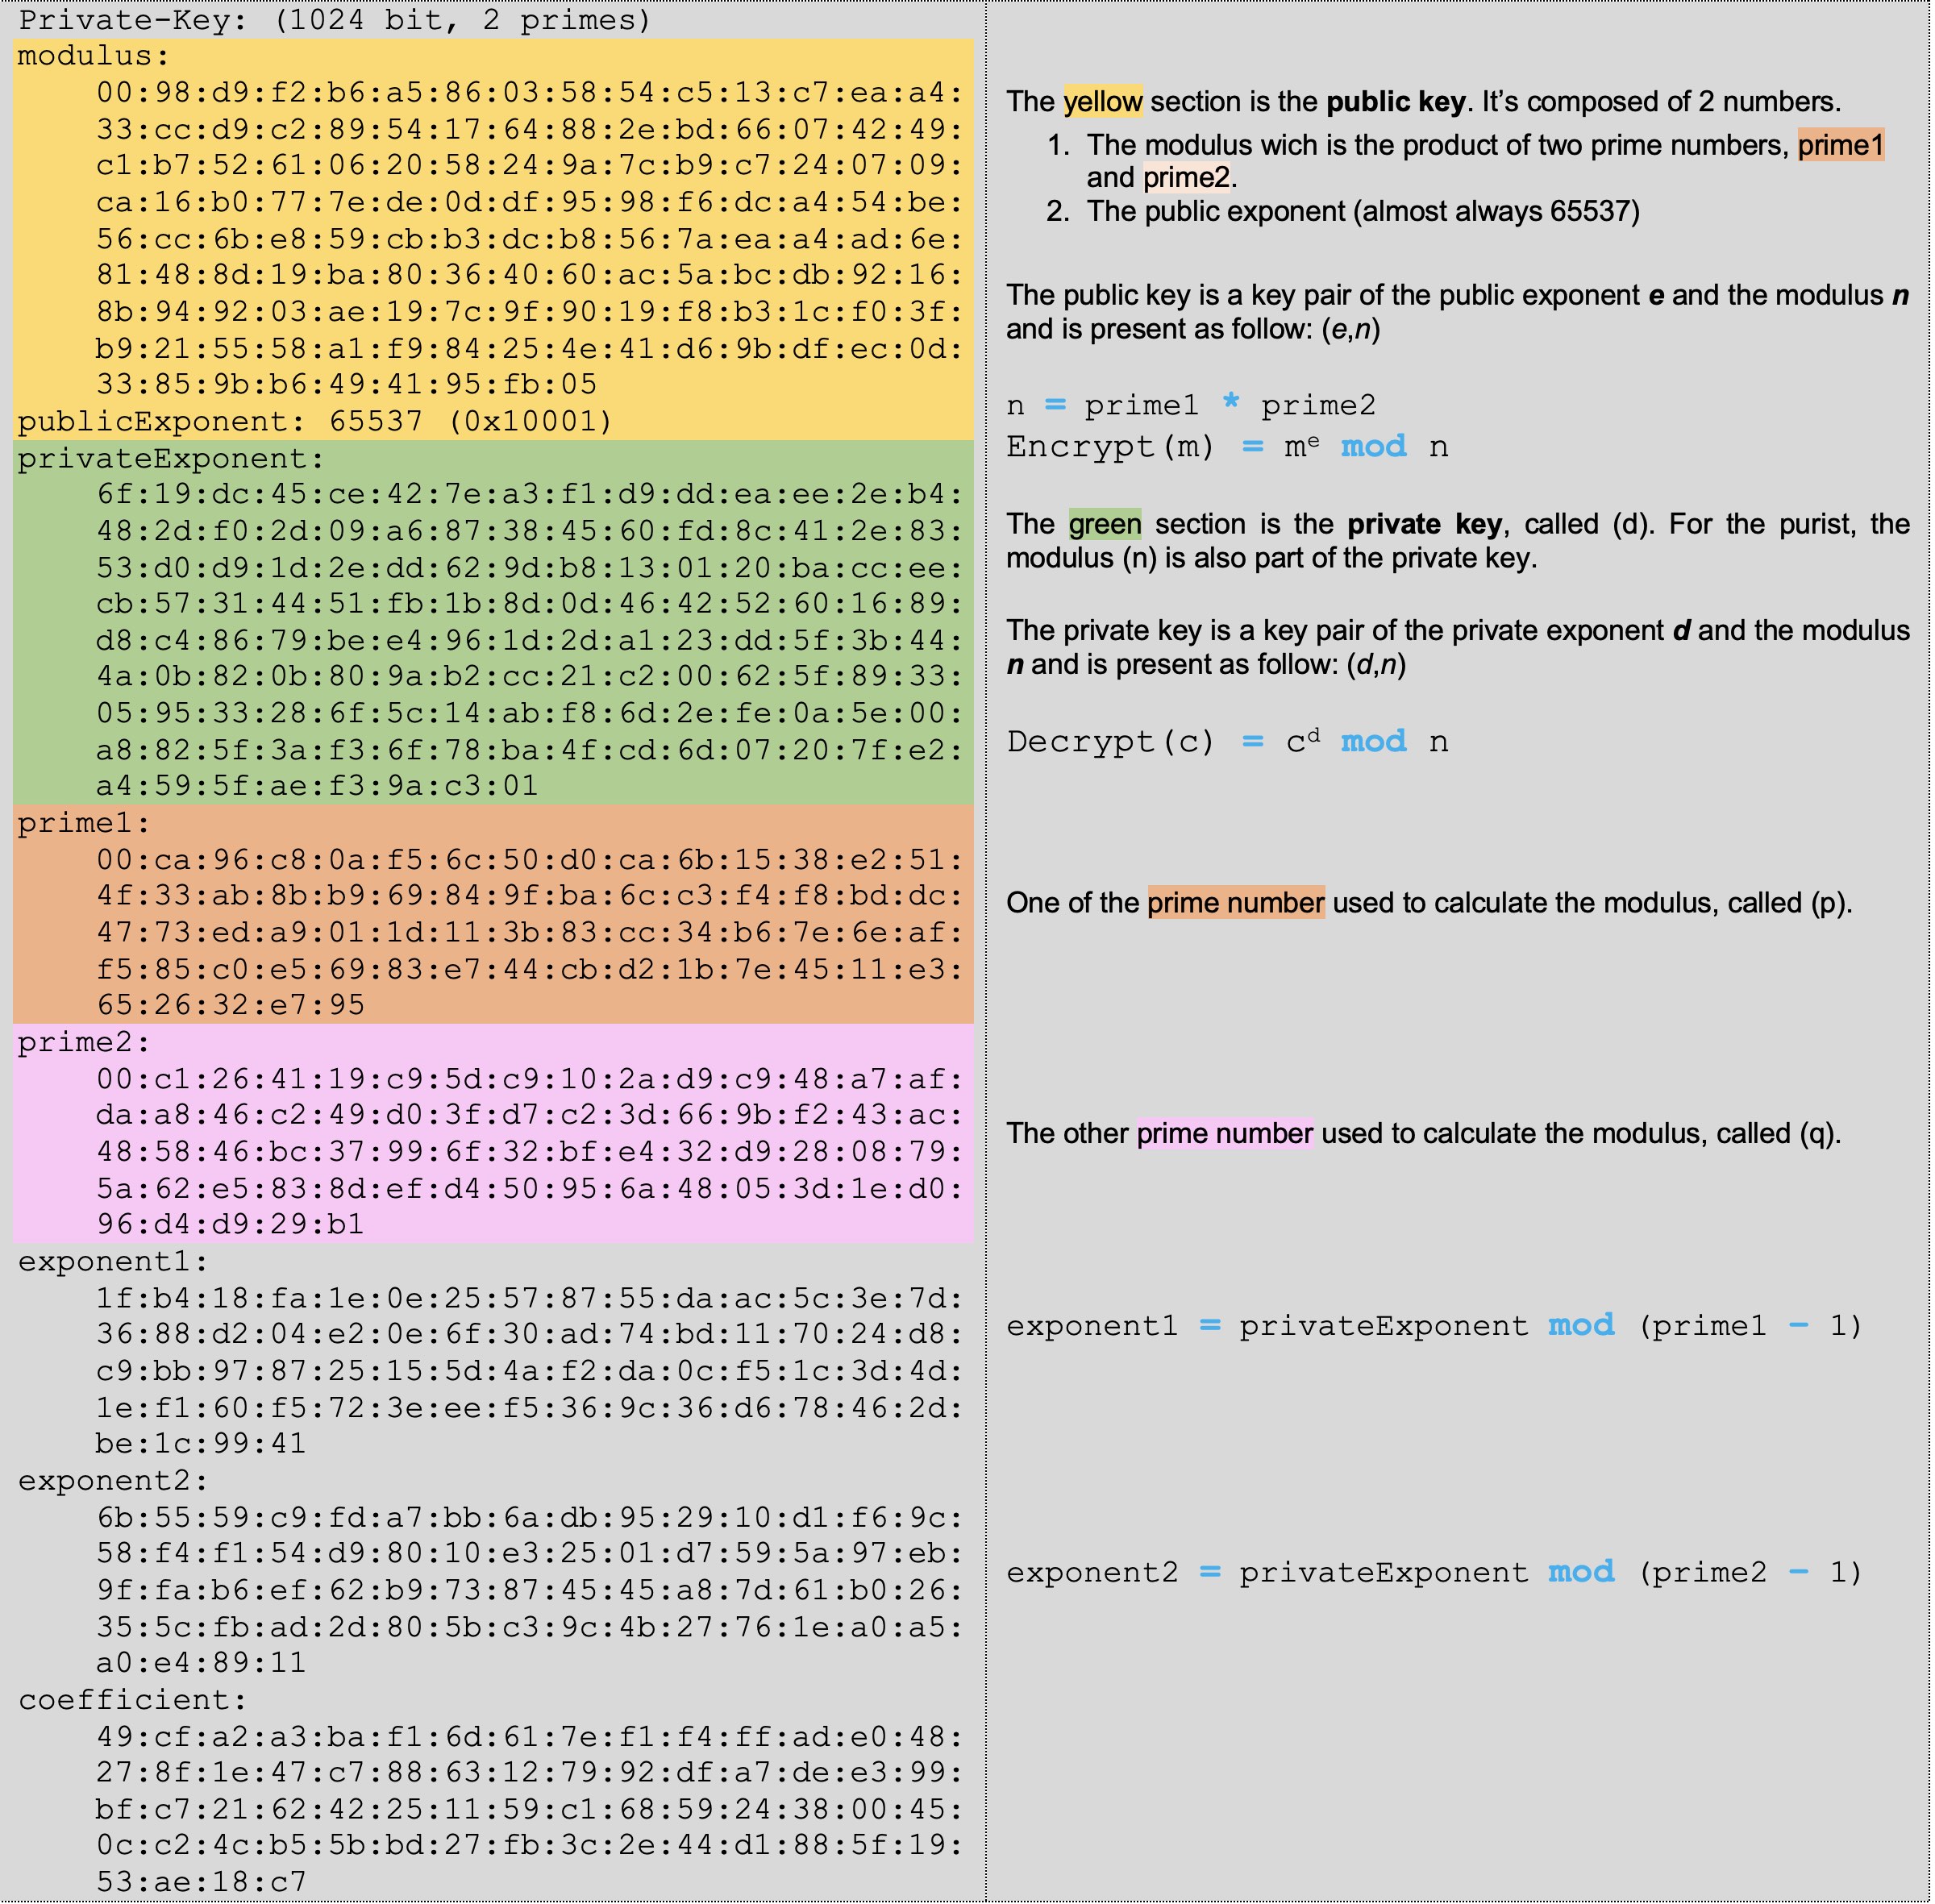 Private-Key: (1024 bit, 2 primes)
modulus:
00:98:d9:f2:b6:a5:86:03:58:54:c5:13:c7:ea:a4:
33:cc:d9:c2:89:54:17:64:88:2e:bd:66:07:42:49:
c1:b7:52:61:06:20:58:24:9a:7c:b9:c7:24:07:09:
ca:16:b0:77:7e:de:0d:df:95:98:f6:dc:a4:54:be:
56:cc:6b:e8:59:cb:b3:dc:b8:56:7a:ea:a4:ad:6e:
81:48:8d:19:ba:80:36:40:60:ac:5a:bc:db:92:16:
8b:94:92:03:ae:19:7c:9f:90:19:f8:b3:1c:f0:3f:
b9:21:55:58:a1:f9:84:25:4e:41:d6:9b:df:ec:0d:
33:85:9b:b6:49:41:95:fb:05
publicExponent: 65537 (0x10001)
privateExponent:
6f:19:dc:45:ce:42:7e:a3:f1:d9:dd:ea:ee:2e:b4:
48:2d:f0:2d:09:a6:87:38:45:60:fd:8c:41:2e:83:
53:d0:d9:1d:2e:dd:62:9d:b8:13:01:20:ba:cc:ee:
cb:57:31:44:51:fb:1b:8d:0d:46:42:52:60:16:89:
d8:c4:86:79:be:e4:96:1d:2d:a1:23:dd:5f:3b:44:
4a:0b:82:0b:80:9a:b2:cc:21:c2:00:62:5f:89:33:
05:95:33:28:6f:5c:14:ab:f8:6d:2e:fe:0a:5e:00:
a8:82:5f:3a:f3:6f:78:ba:4f:cd:6d:07:20:7f:e2:
a4:59:5f:ae:f3:9a:c3:01
prime1:
00:ca:96:c8:0a:f5:6c:50:d0:ca:6b:15:38:e2:51:
4f:33:ab:8b:b9:69:84:9f:ba:6c:c3:f4:f8:bd:dc:
47:73:ed:a9:01:1d:11:3b:83:cc:34:b6:7e:6e:af:
f5:85:c0:e5:69:83:e7:44:cb:d2:1b:7e:45:11:e3:
65:26:32:e7:95
prime2:
00:c1:26:41:19:c9:5d:c9:10:2a:d9:c9:48:a7:af:
da:a8:46:c2:49:d0:3f:d7:c2:3d:66:9b:f2:43:ac:
48:58:46:bc:37:99:6f:32:bf:e4:32:d9:28:08:79:
5a:62:e5:83:8d:ef:d4:50:95:6a:48:05:3d:1e:d0:
96:d4:d9:29:b1
exponent1:
1f:b4:18:fa:1e:0e:25:57:87:55:da:ac:5c:3e:7d:
36:88:d2:04:e2:0e:6f:30:ad:74:bd:11:70:24:d8:
c9:bb:97:87:25:15:5d:4a:f2:da:0c:f5:1c:3d:4d:
1e:f1:60:f5:72:3e:ee:f5:36:9c:36:d6:78:46:2d:
be:1c:99:41
exponent2:
6b:55:59:c9:fd:a7:bb:6a:db:95:29:10:d1:f6:9c:
58:f4:f1:54:d9:80:10:e3:25:01:d7:59:5a:97:eb:
9f:fa:b6:ef:62:b9:73:87:45:45:a8:7d:61:b0:26:
35:5c:fb:ad:2d:80:5b:c3:9c:4b:27:76:1e:a0:a5:
a0:e4:89:11
coefficient:
49:cf:a2:a3:ba:f1:6d:61:7e:f1:f4:ff:ad:e0:48:
27:8f:1e:47:c7:88:63:12:79:92:df:a7:de:e3:99:
bf:c7:21:62:42:25:11:59:c1:68:59:24:38:00:45:
0c:c2:4c:b5:5b:bd:27:fb:3c:2e:44:d1:88:5f:19:
53:ae:18:c7
The yellow section is the public key. It’s composed of 2 numbers.
1. The modulus wich is the product of two prime numbers, prime1
and prime2.
2. The public exponent (almost always 65537)
The public key is a key pair of the public exponent e and the modulus n
and is present as follow: (e,n)
n = prime1 * prime2
Encrypt(m) = mᵉ mod n
The green section is the private key, called (d). For the purist, the
modulus (n) is also part of the private key.
The private key is a key pair of the private exponent d and the modulus
n and is present as follow: (d,n)
Decrypt(c) = cᵈ mod n
One of the prime number used to calculate the modulus, called (p).
The other prime number used to calculate the modulus, called (q).
exponent1 = privateExponent mod (prime1 − 1)
exponent2 = privateExponent mod (prime2 − 1)